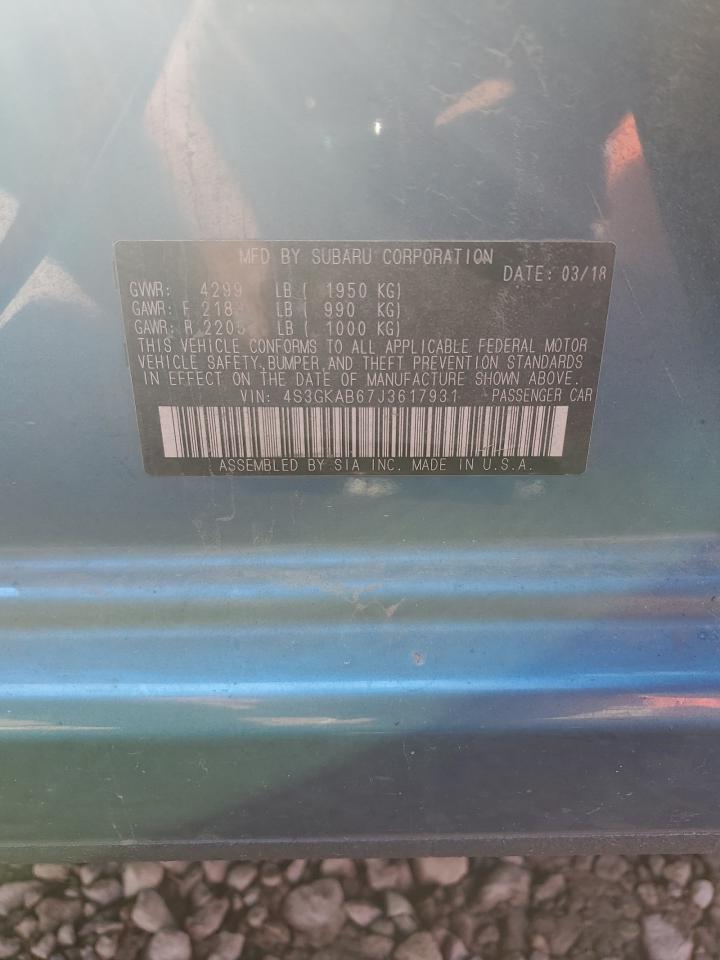 MFD BY SUBARU CORPORATION
DATE: 03/18
GVWR: 4299 LB ( 1950 KG)
GAWR: F 218 LB ( 990 KG)
GAWR: R 2205 LB ( 1000 KG)
THIS VEHICLE CONFORMS TO ALL APPLICABLE FEDERAL MOTOR
VEHICLE SAFETY, BUMPER, AND THEFT PREVENTION STANDARDS
IN EFFECT ON THE DATE OF MANUFACTURE SHOWN ABOVE.
VIN: 4S3GKAB67J3617931 PASSENGER CAR
ASSEMBLED BY SIA INC. MADE IN U.S.A.